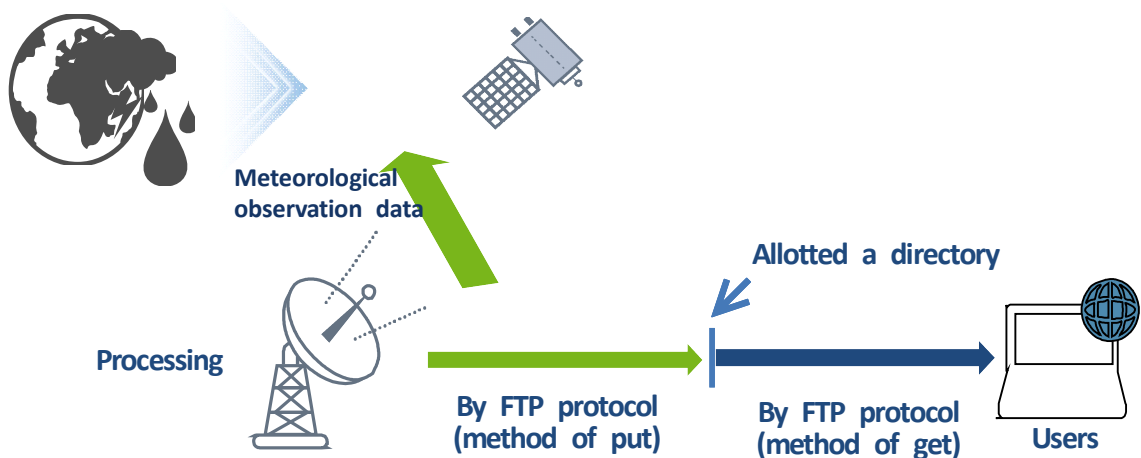 Meteorological
observation data
Allotted a directory
Processing
By FTP protocol
(method of put)
By FTP protocol
(method of get)
Users